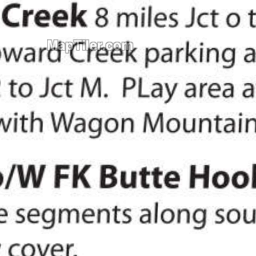 Creek 8 miles Jct o t
MapTiler.com
oward Creek parking a
to Jct M. PLay area a
with Wagon Mountain
o/W FK Butte Hool
e segments along sou
cover.